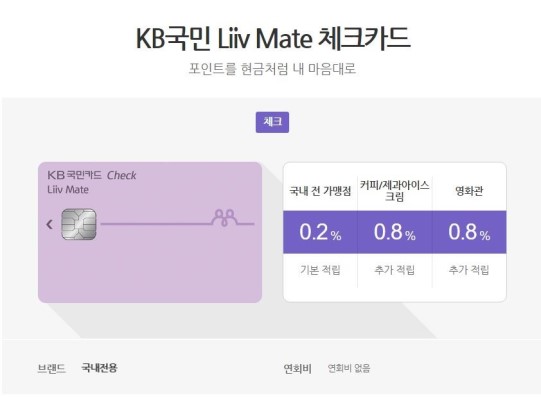 KB국민 Liiv Mate 체크카드
포인트를 현금처럼 내 마음대로
체크
KB국민카드 Check
Liiv Mate
국내 전 가맹점
커피/제과아이스
크림
영화관
0.2 %
0.8 %
0.8 %
기본 적립
추가 적립
추가 적립
브랜드 국내전용
연회비 연회비 없음